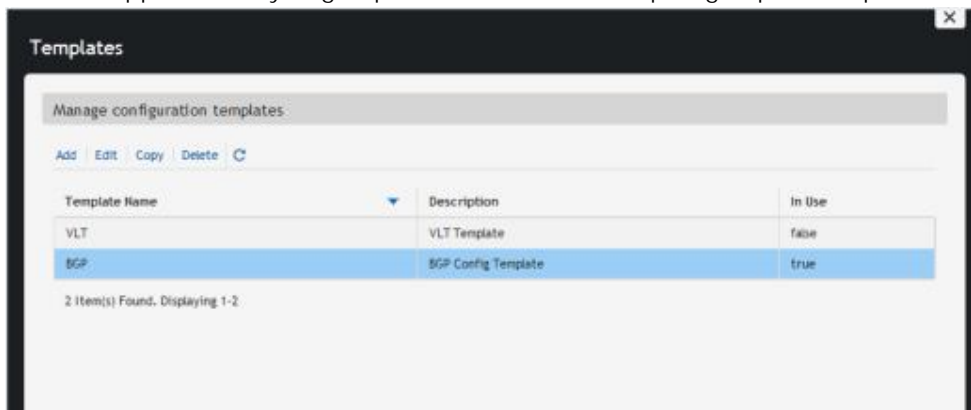 Templates
Manage configuration templates
Add Edit Copy Delete
Template Name Description In Use
VLT VLT Template false
BGP BGP Config Template true
2 Item(s) Found. Displaying 1-2